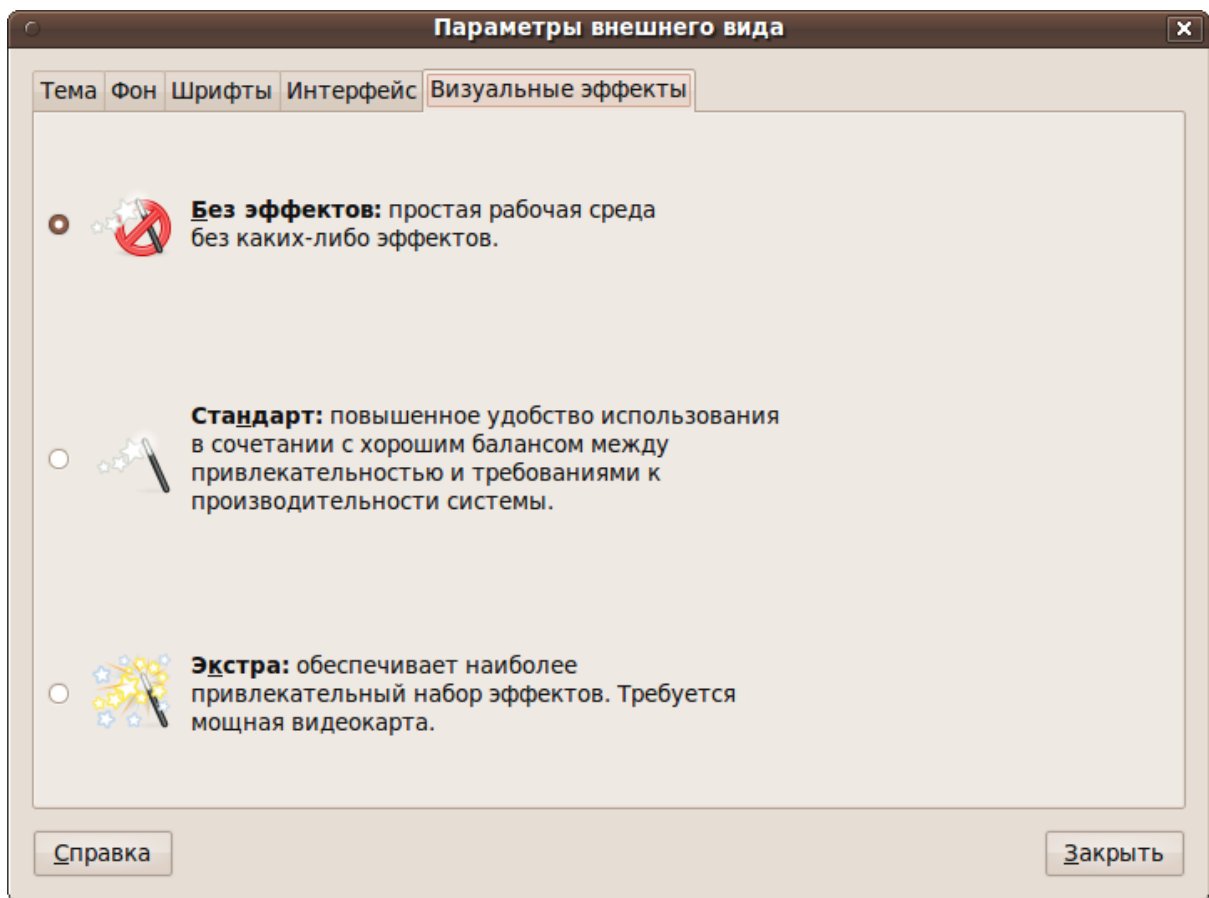 Параметры внешнего вида
Тема Фон Шрифты Интерфейс Визуальные эффекты
Без эффектов: простая рабочая среда
без каких-либо эффектов.
Стандарт: повышенное удобство использования
в сочетании с хорошим балансом между
привлекательностью и требованиями к
производительности системы.
Экстра: обеспечивает наиболее
привлекательный набор эффектов. Требуется
мощная видеокарта.
Справка Закрыть